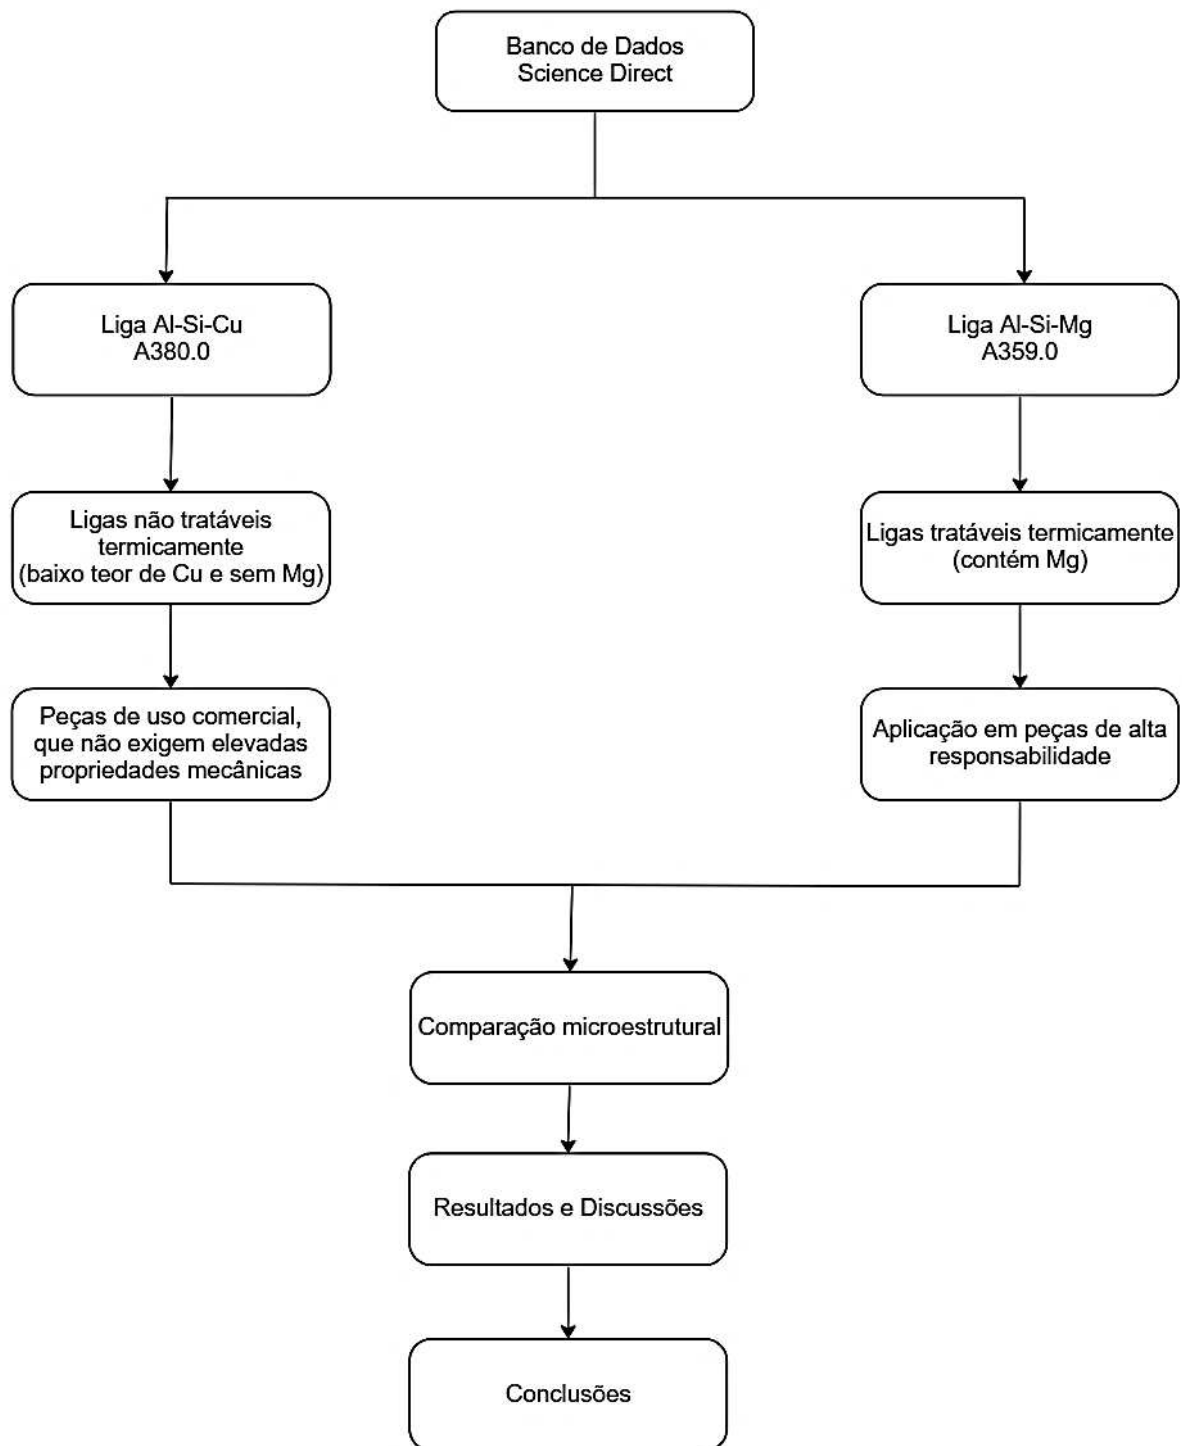 Banco de Dados
Science Direct
Liga Al-Si-Cu
A380.0
Liga Al-Si-Mg
A359.0
Ligas não tratáveis
termicamente
(baixo teor de Cu e sem Mg)
Ligas tratáveis termicamente
(contém Mg)
Peças de uso comercial,
que não exigem elevadas
propriedades mecânicas
Aplicação em peças de alta
responsabilidade
Comparação microestrutural
Resultados e Discussões
Conclusões